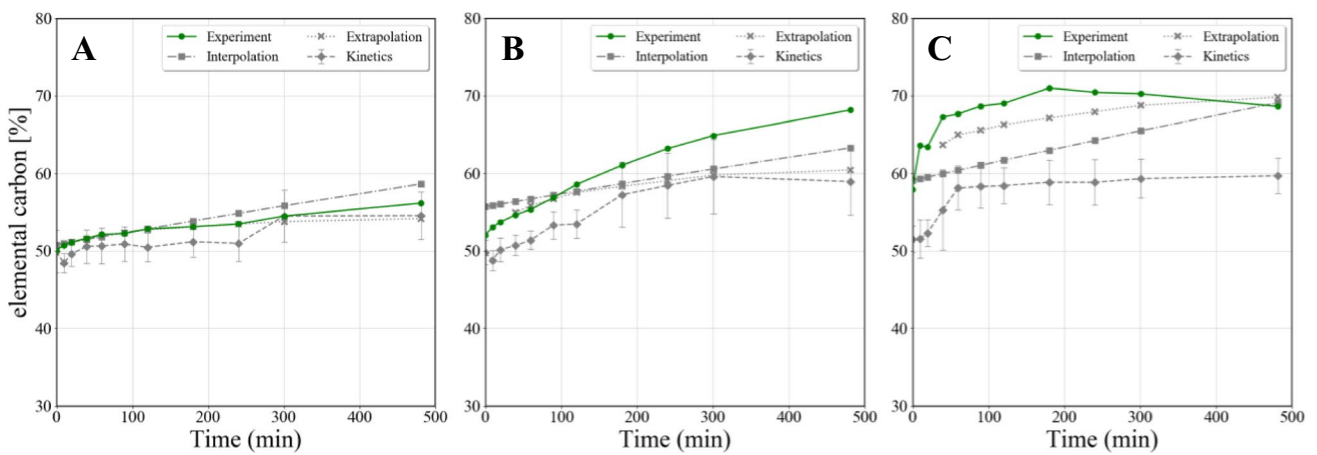 A
Experiment
Extrapolation
Interpolation
Kinetics
80
70
60
50
40
30
elemental carbon [%]
0
100
200
300
400
500
Time (min)
B
Experiment
Extrapolation
Interpolation
Kinetics
80
70
60
50
40
30
0
100
200
300
400
500
Time (min)
C
Experiment
Extrapolation
Interpolation
Kinetics
80
70
60
50
40
30
0
100
200
300
400
500
Time (min)